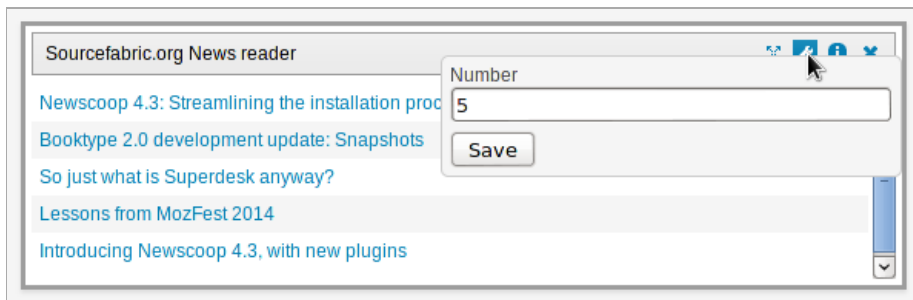 Sourcefabric.org News reader
Number
5
Save
Newscoop 4.3: Streamlining the installation proc
Booktype 2.0 development update: Snapshots
So just what is Superdesk anyway?
Lessons from MozFest 2014
Introducing Newscoop 4.3, with new plugins